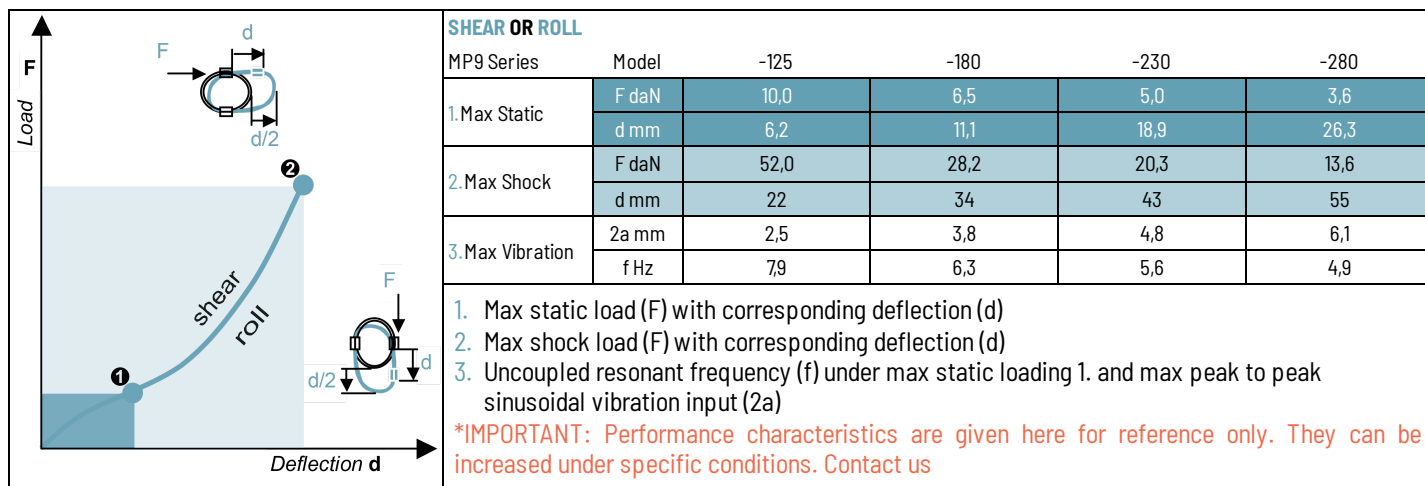 F
Load
F
d
d/2
❷
shear
roll
❶
F
d
d/2
Deflection d
SHEAR OR ROLL
MP9 Series Model -125 -180 -230 -280
1.Max Static F daN 10,0 6,5 5,0 3,6
d mm 6,2 11,1 18,9 26,3
2.Max Shock F daN 52,0 28,2 20,3 13,6
d mm 22 34 43 55
3.Max Vibration 2a mm 2,5 3,8 4,8 6,1
f Hz 7,9 6,3 5,6 4,9
1. Max static load (F) with corresponding deflection (d)
2. Max shock load (F) with corresponding deflection (d)
3. Uncoupled resonant frequency (f) under max static loading 1. and max peak to peak
sinusoidal vibration input (2a)
*IMPORTANT: Performance characteristics are given here for reference only. They can be
increased under specific conditions. Contact us